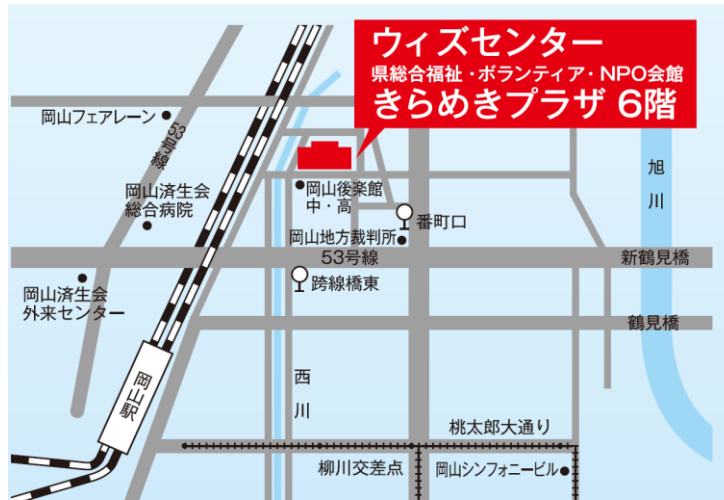 ウィズセンター
県総合福祉・ボランティア・NPO会館
きらめきプラザ 6階
岡山フェアレーン
53号線
旭川
岡山済生会
総合病院
岡山後楽館
中・高
番町口
岡山地方裁判所
53号線
新鶴見橋
跨線橋東
岡山済生会
外来センター
鶴見橋
岡山駅
西川
桃太郎大通り
柳川交差点
岡山シンフォニービル